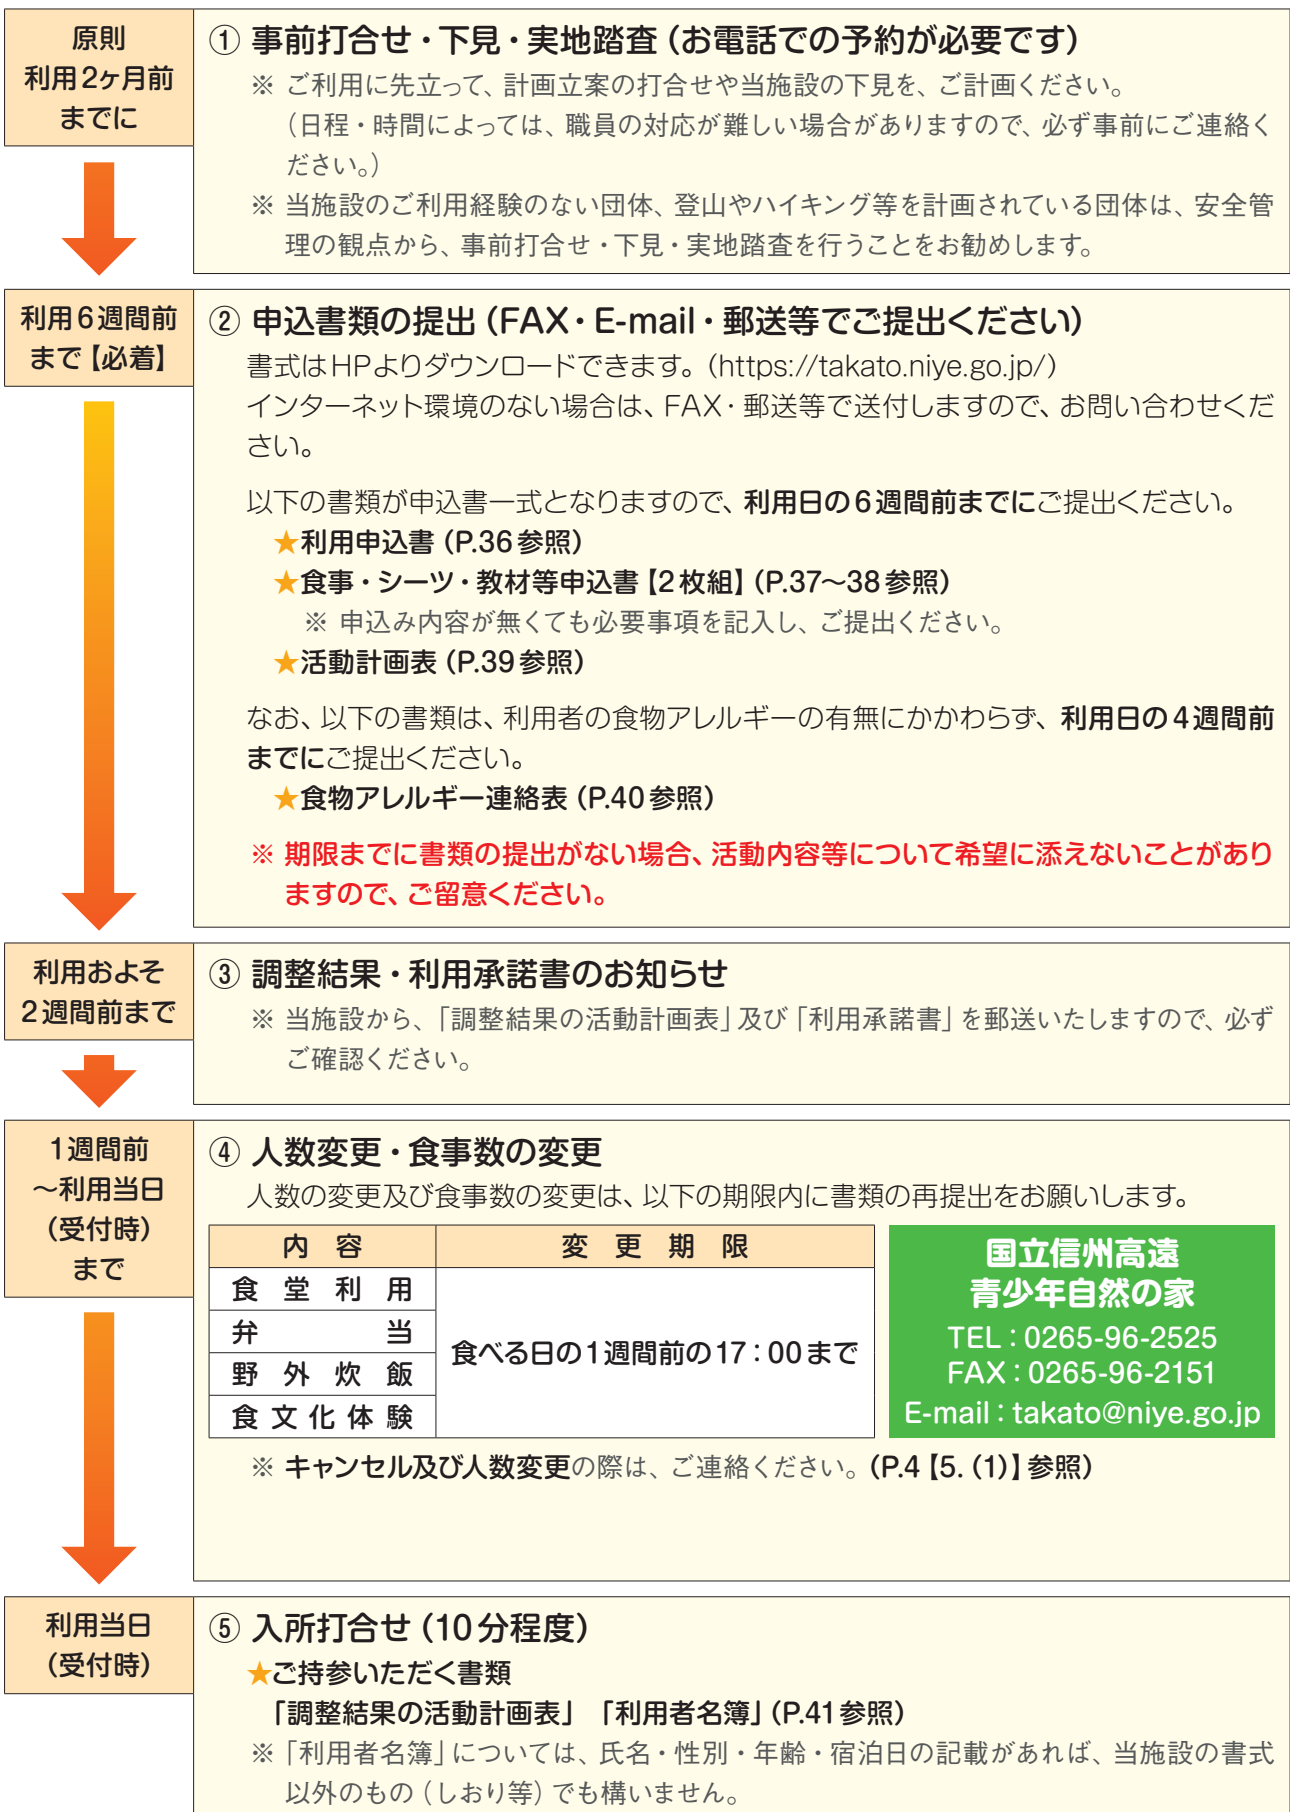 原則
利用2ヶ月前
までに
① 事前打合せ・下見・実地踏査（お電話での予約が必要です）
※ ご利用に先立って、計画立案の打合せや当施設の下見を、ご計画ください。
（日程・時間によっては、職員の対応が難しい場合がありますので、必ず事前にご連絡く
ださい。）
※ 当施設のご利用経験のない団体、登山やハイキング等を計画されている団体は、安全管
理の観点から、事前打合せ・下見・実地踏査を行うことをお勧めします。
利用6週間前
まで【必着】
② 申込書類の提出（FAX・E-mail・郵送等でご提出ください）
書式はHPよりダウンロードできます。（https://takato.niye.go.jp/）
インターネット環境のない場合は、FAX・郵送等で送付しますので、お問い合わせくだ
さい。
以下の書類が申込書一式となりますので、利用日の6週間前までにご提出ください。
★利用申込書（P.36参照）
★食事・シーツ・教材等申込書【2枚組】（P.37～38参照）
※ 申込み内容が無くても必要事項を記入し、ご提出ください。
★活動計画表（P.39参照）
なお、以下の書類は、利用者の食物アレルギーの有無にかかわらず、利用日の4週間前
までにご提出ください。
★食物アレルギー連絡表（P.40参照）
※ 期限までに書類の提出がない場合、活動内容等について希望に添えないことがあり
ますので、ご留意ください。
利用およそ
2週間前まで
③ 調整結果・利用承諾書のお知らせ
※ 当施設から、「調整結果の活動計画表」及び「利用承諾書」を郵送いたしますので、必ず
ご確認ください。
1週間前
～利用当日
（受付時）
まで
④ 人数変更・食事数の変更
人数の変更及び食事数の変更は、以下の期限内に書類の再提出をお願いします。
内 容
変 更 期 限
食 堂 利 用
弁 当
野 外 炊 飯
食 文 化 体 験
食べる日の1週間前の17：00まで
国立信州高遠
青少年自然の家
TEL：0265-96-2525
FAX：0265-96-2151
E-mail：takato@niye.go.jp
※ キャンセル及び人数変更の際は、ご連絡ください。（P.4【5.（1）】参照）
利用当日
（受付時）
⑤ 入所打合せ（10分程度）
★ご持参いただく書類
「調整結果の活動計画表」 「利用者名簿」（P.41参照）
※「利用者名簿」については、氏名・性別・年齢・宿泊日の記載があれば、当施設の書式
以外のもの（しおり等）でも構いません。